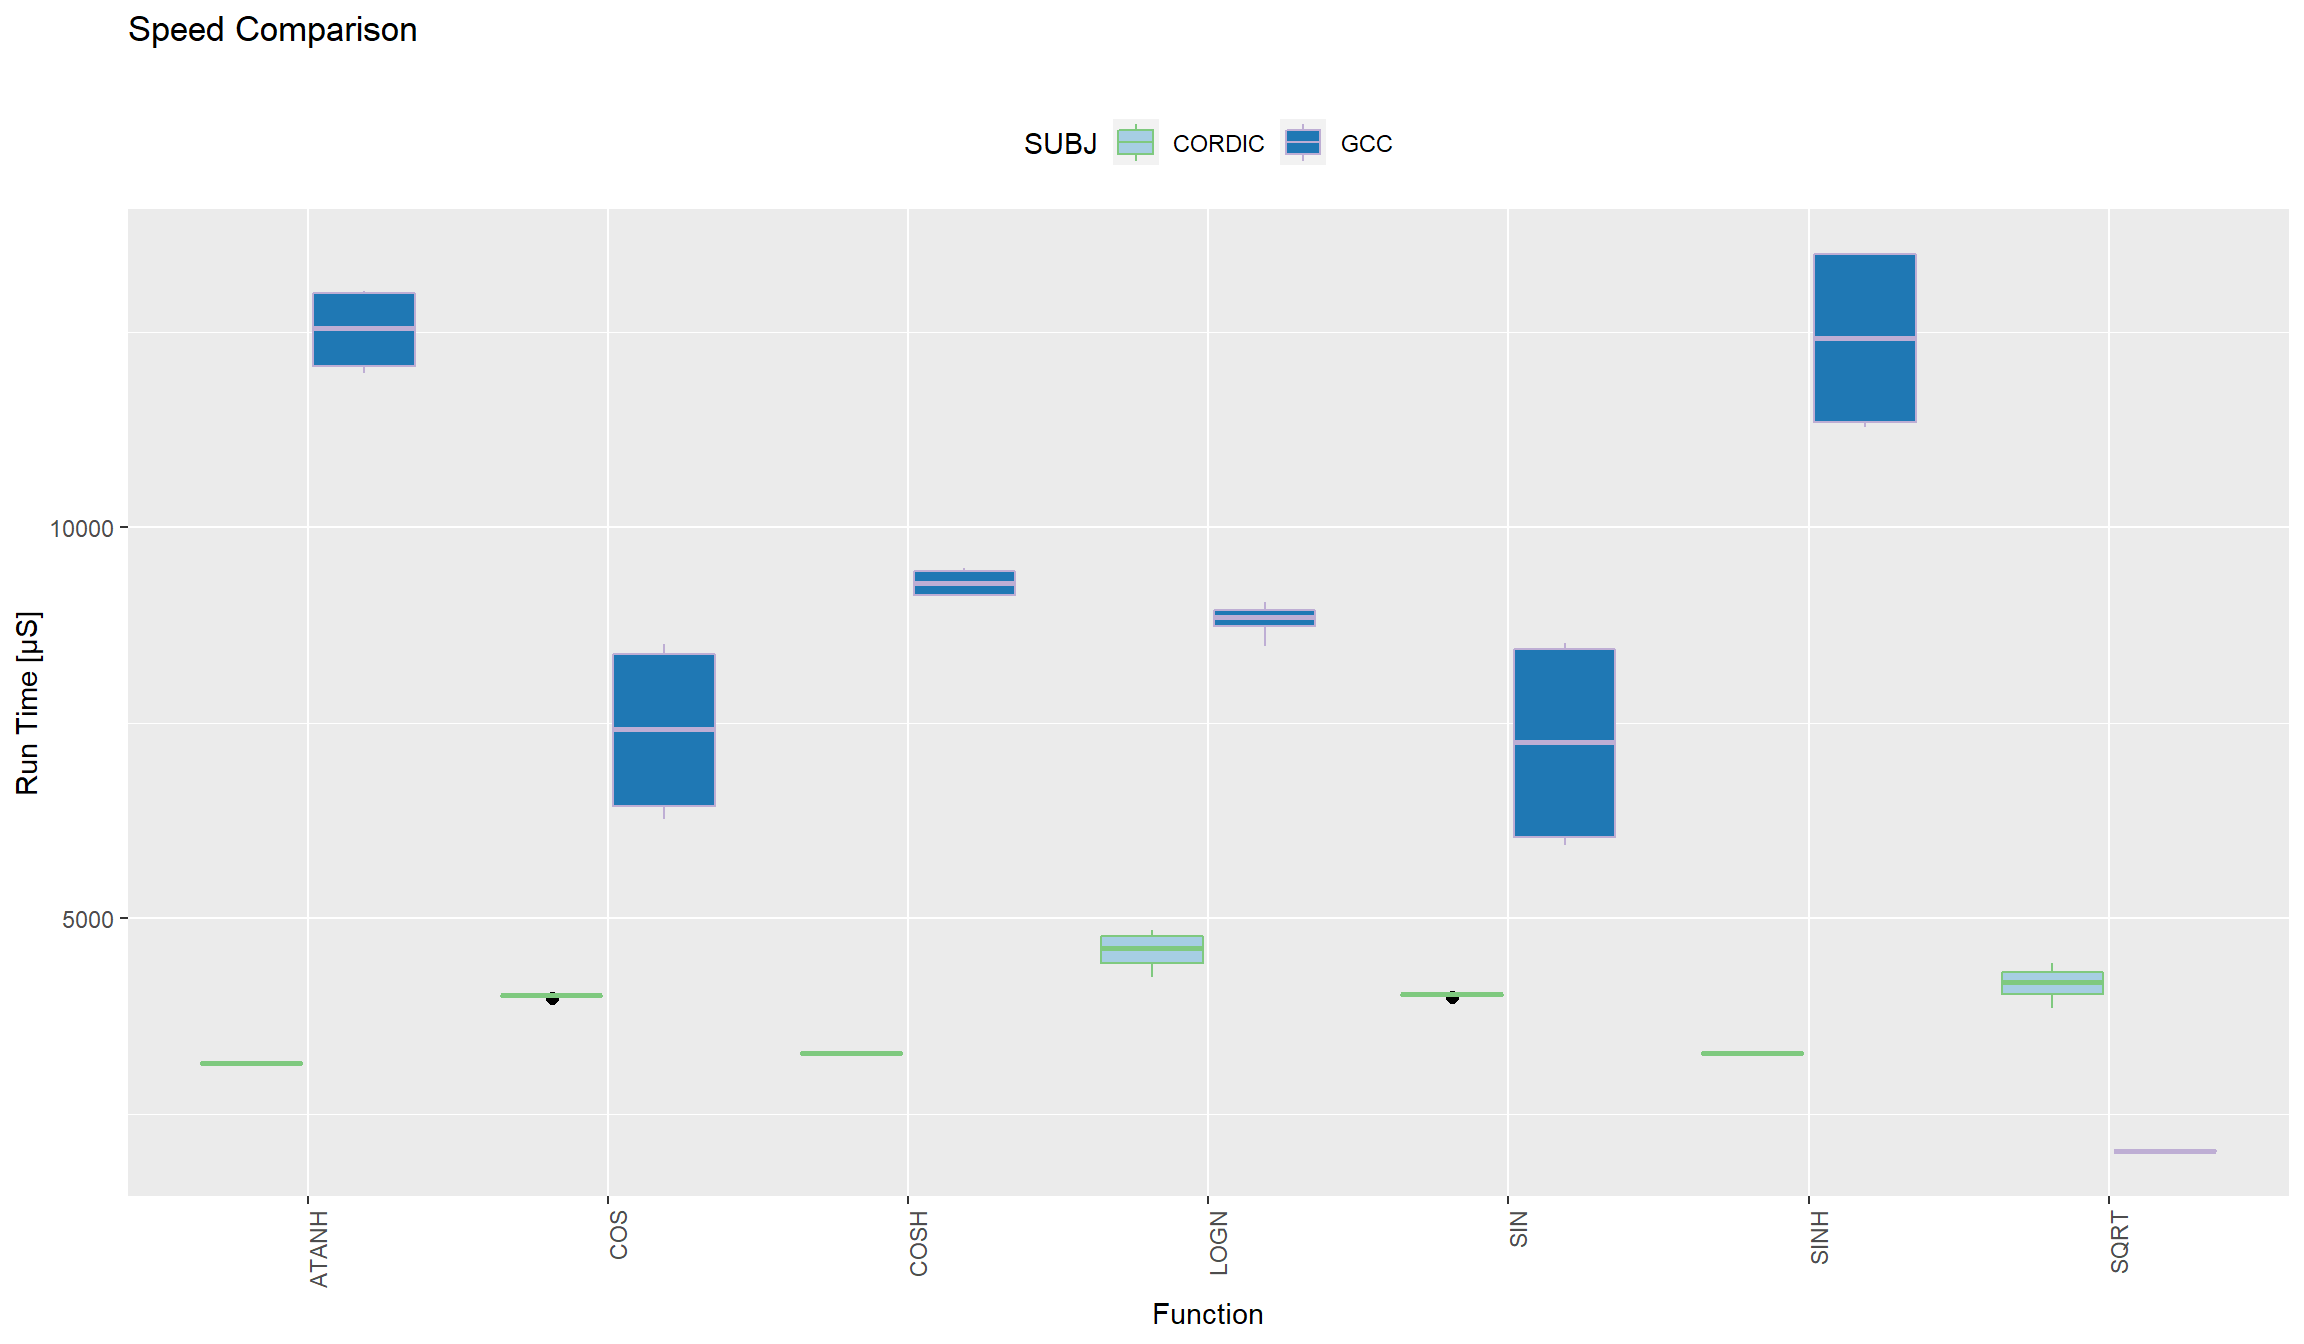 Speed Comparison
SUBJ CORDIC GCC
Run Time [µS]
10000
5000
ATANH COS COSH LOGN SIN SINH SQRT
Function